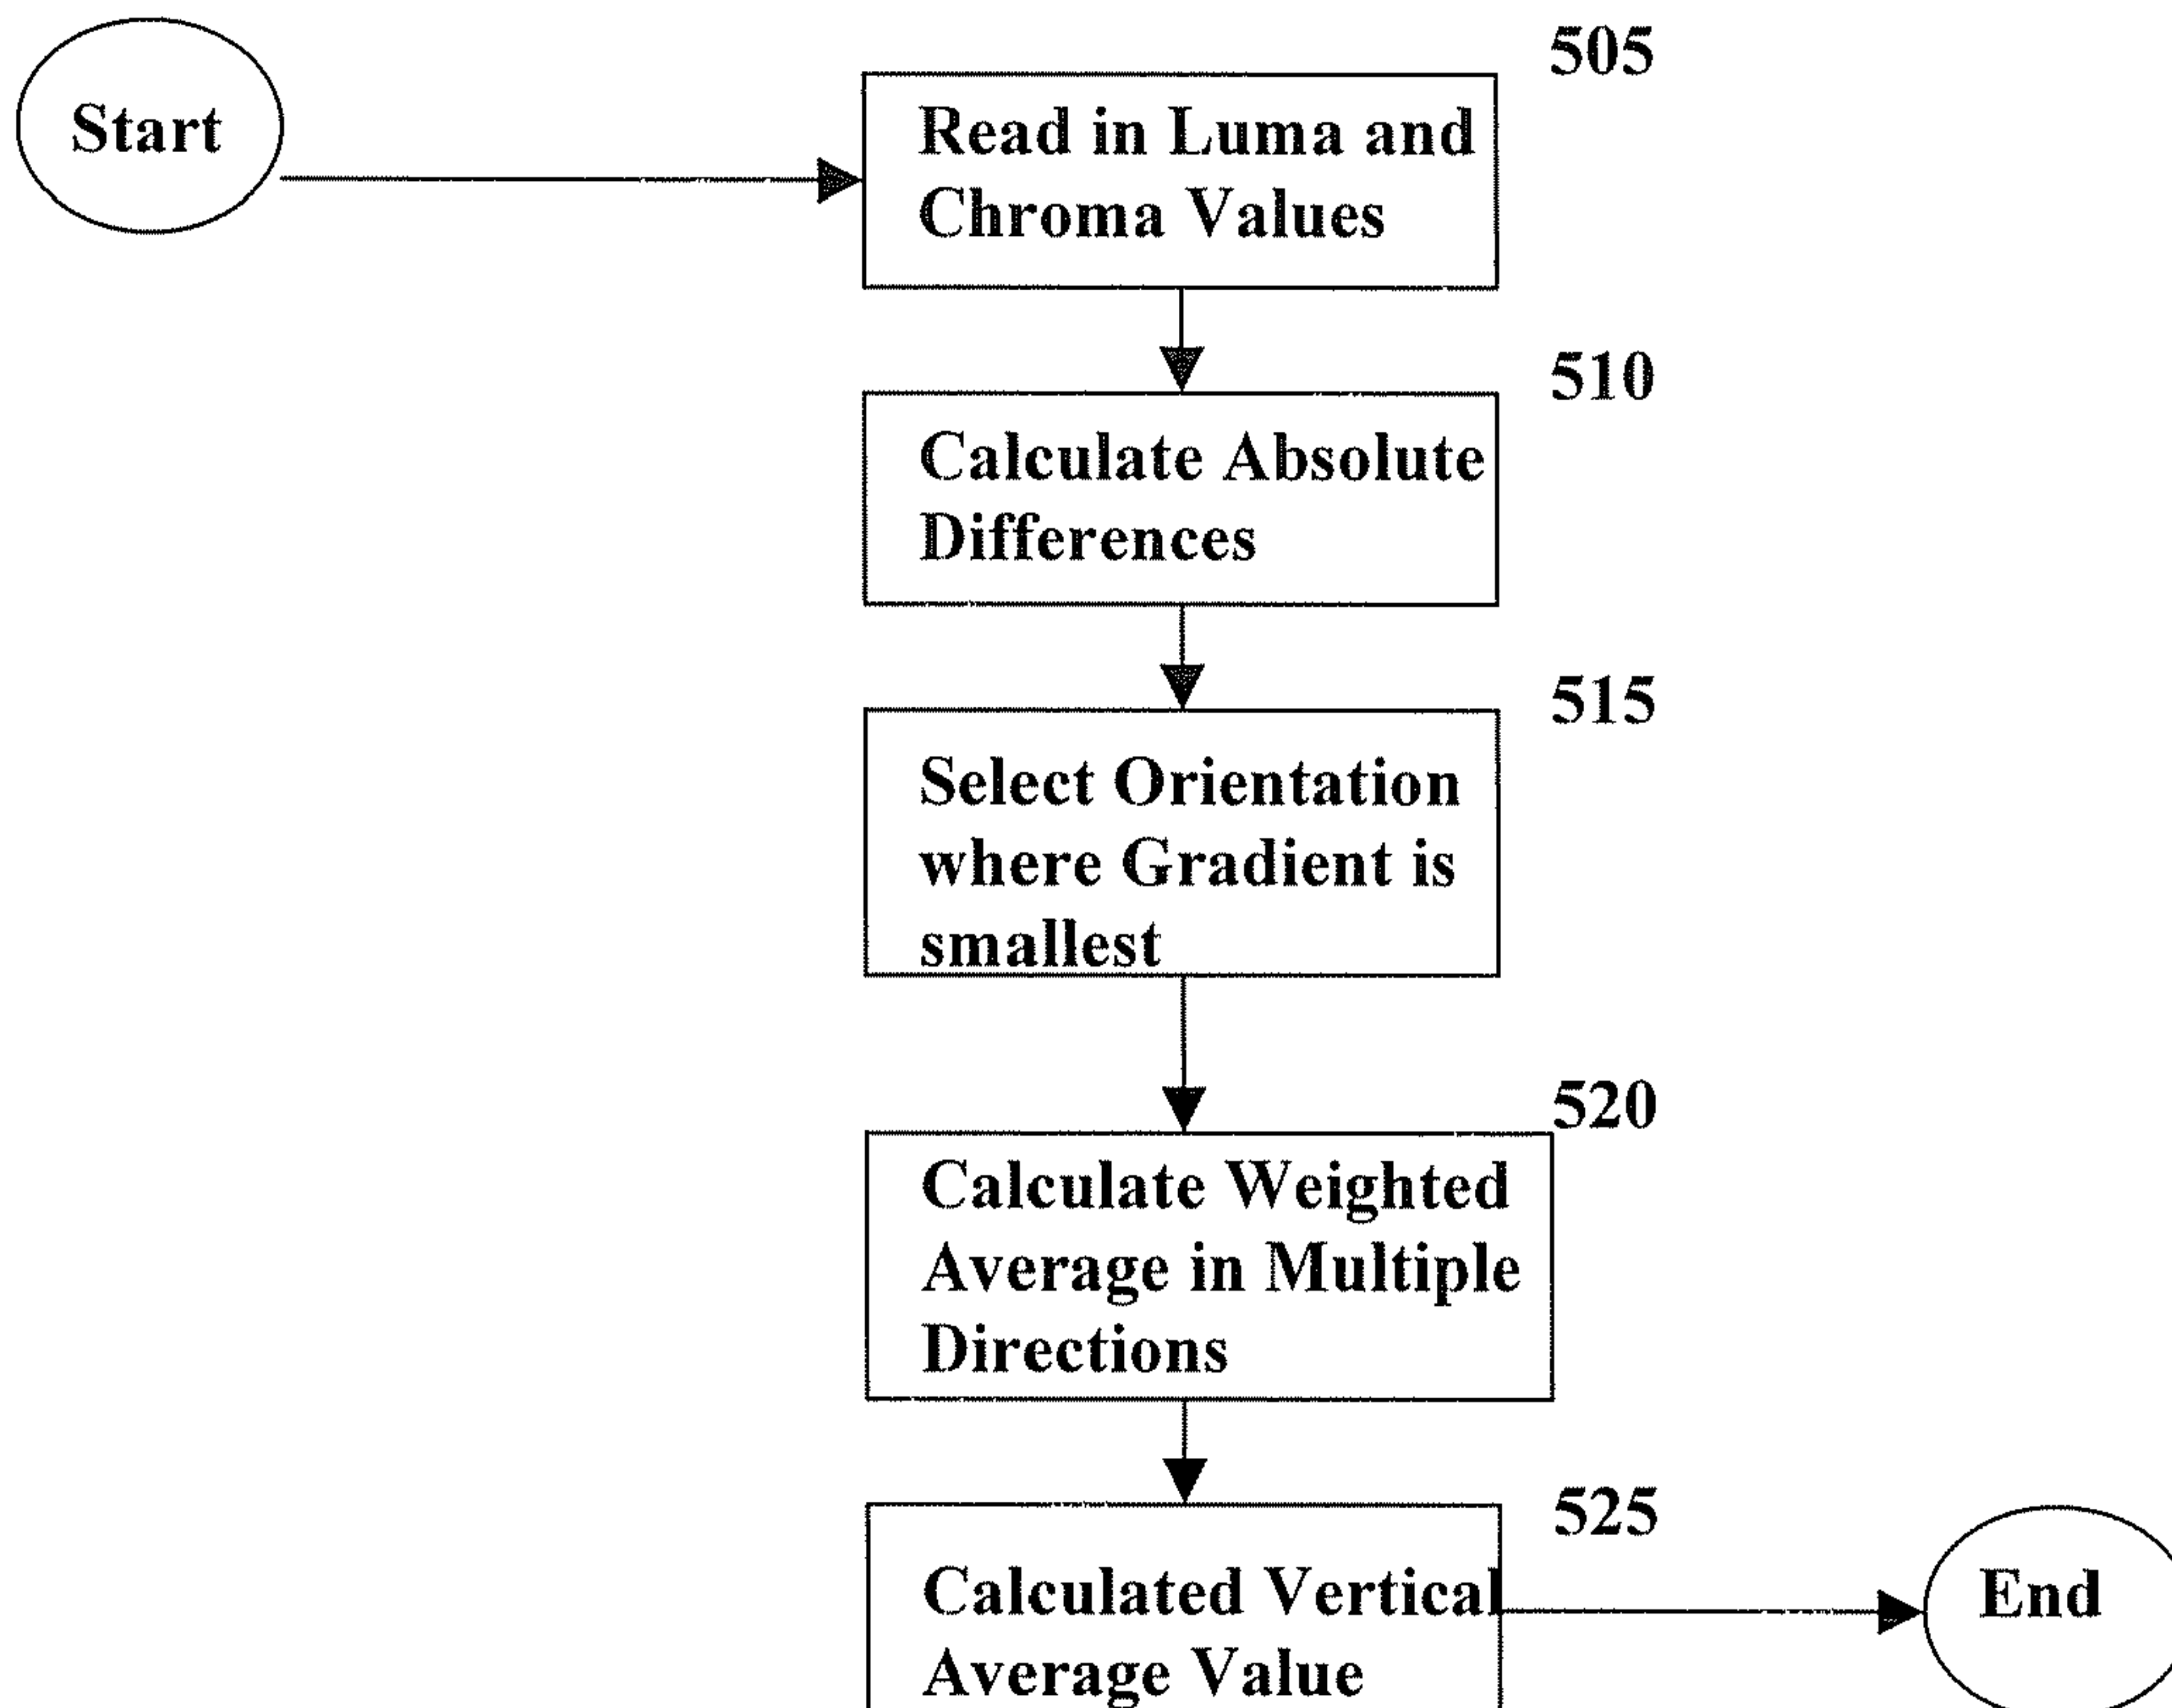 Start
505
Read in Luma and
Chroma Values
510
Calculate Absolute
Differences
515
Select Orientation
where Gradient is
smallest
520
Calculate Weighted
Average in Multiple
Directions
525
Calculated Vertical
Average Value
End